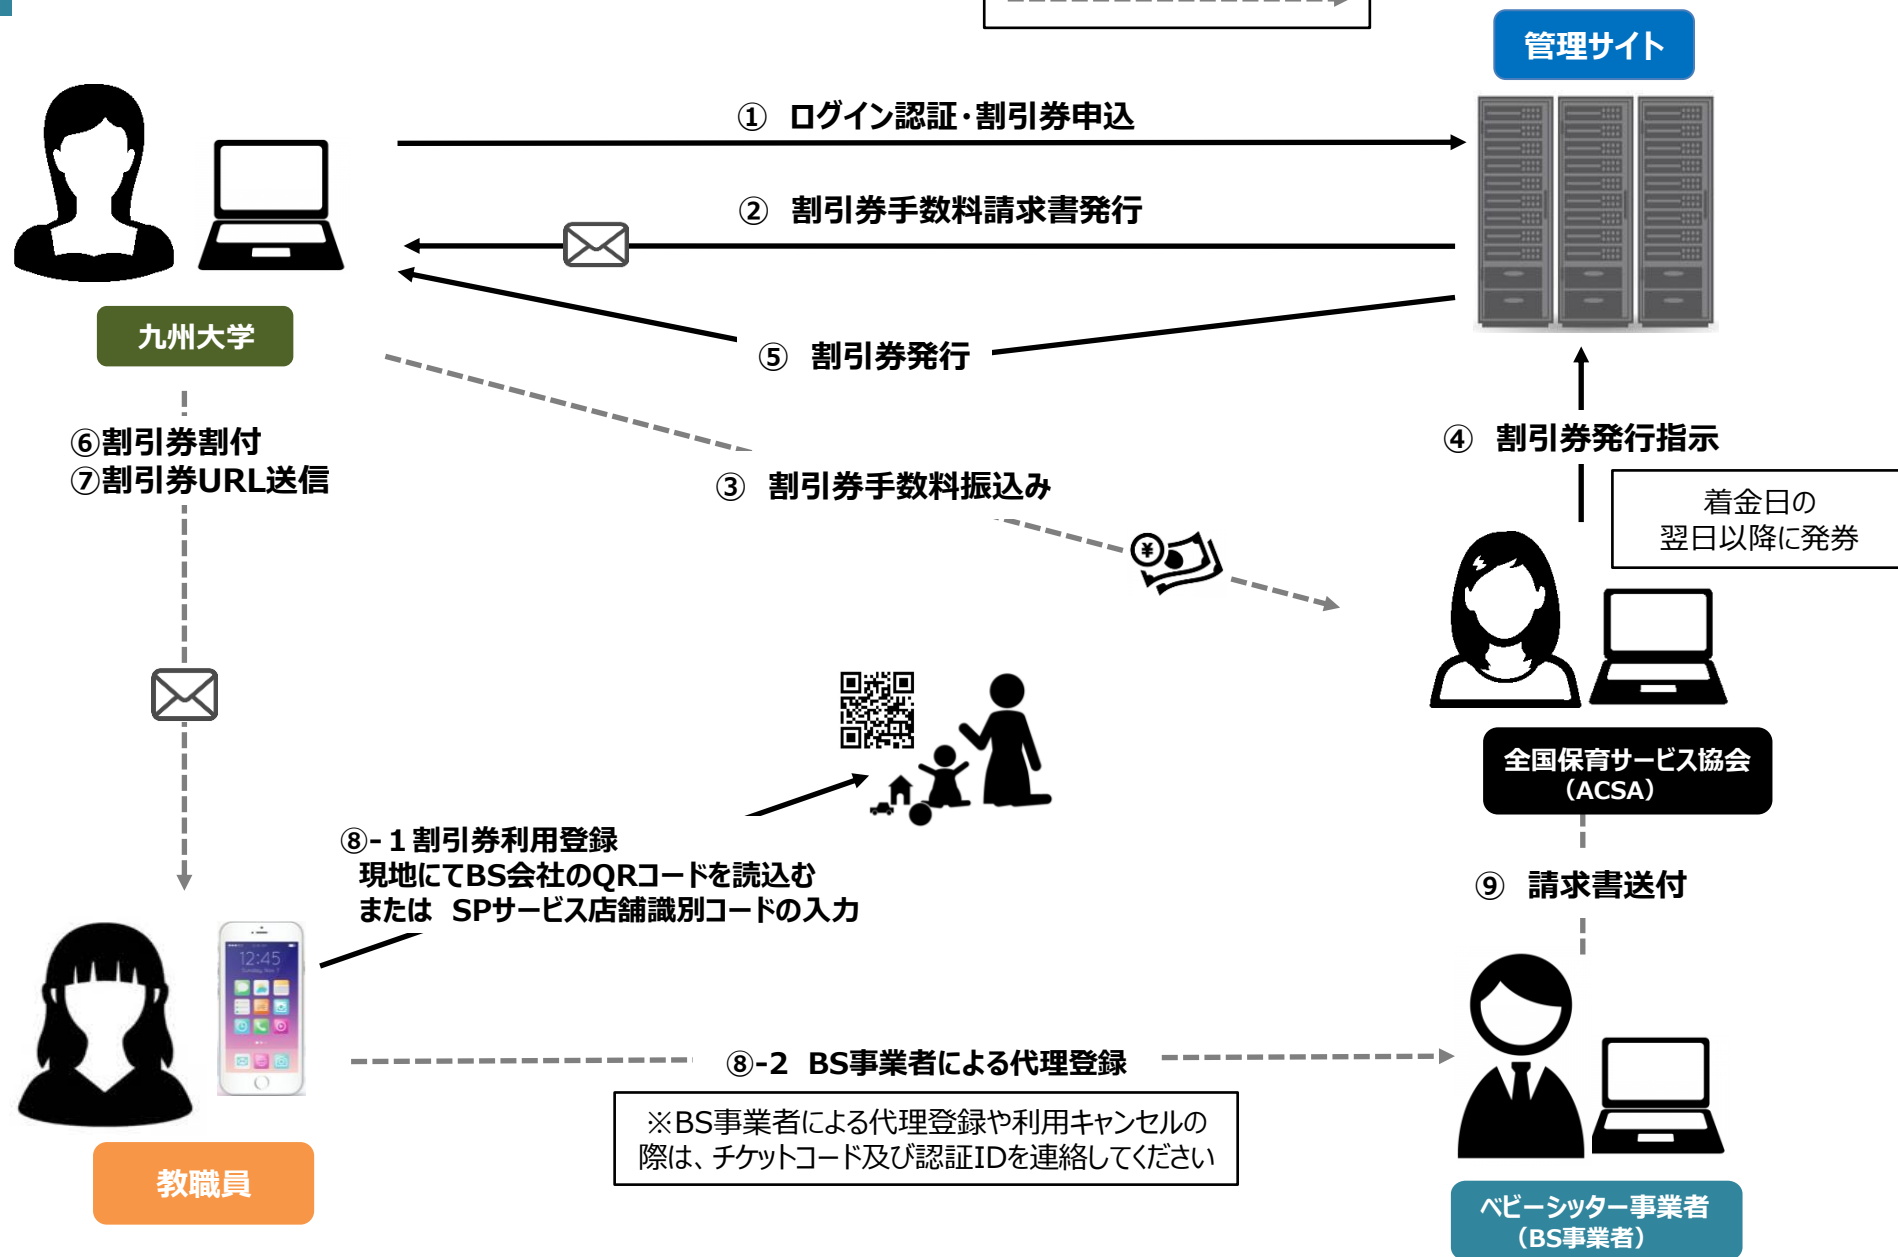 管理サイト
① ログイン認証・割引券申込
② 割引券手数料請求書発行
九州大学
⑤ 割引券発行
⑥割引券割付
⑦割引券URL送信
④ 割引券発行指示
③ 割引券手数料振込み
着金日の
翌日以降に発券
¥
全国保育サービス協会
（ACSA）
⑧-１割引券利用登録
現地にてBS会社のQRコードを読込む
または SPサービス店舗識別コードの入力
⑨ 請求書送付
12:45
⑧-2 BS事業者による代理登録
※BS事業者による代理登録や利用キャンセルの
際は、チケットコード及び認証IDを連絡してください
教職員
ベビーシッター事業者
（BS事業者）